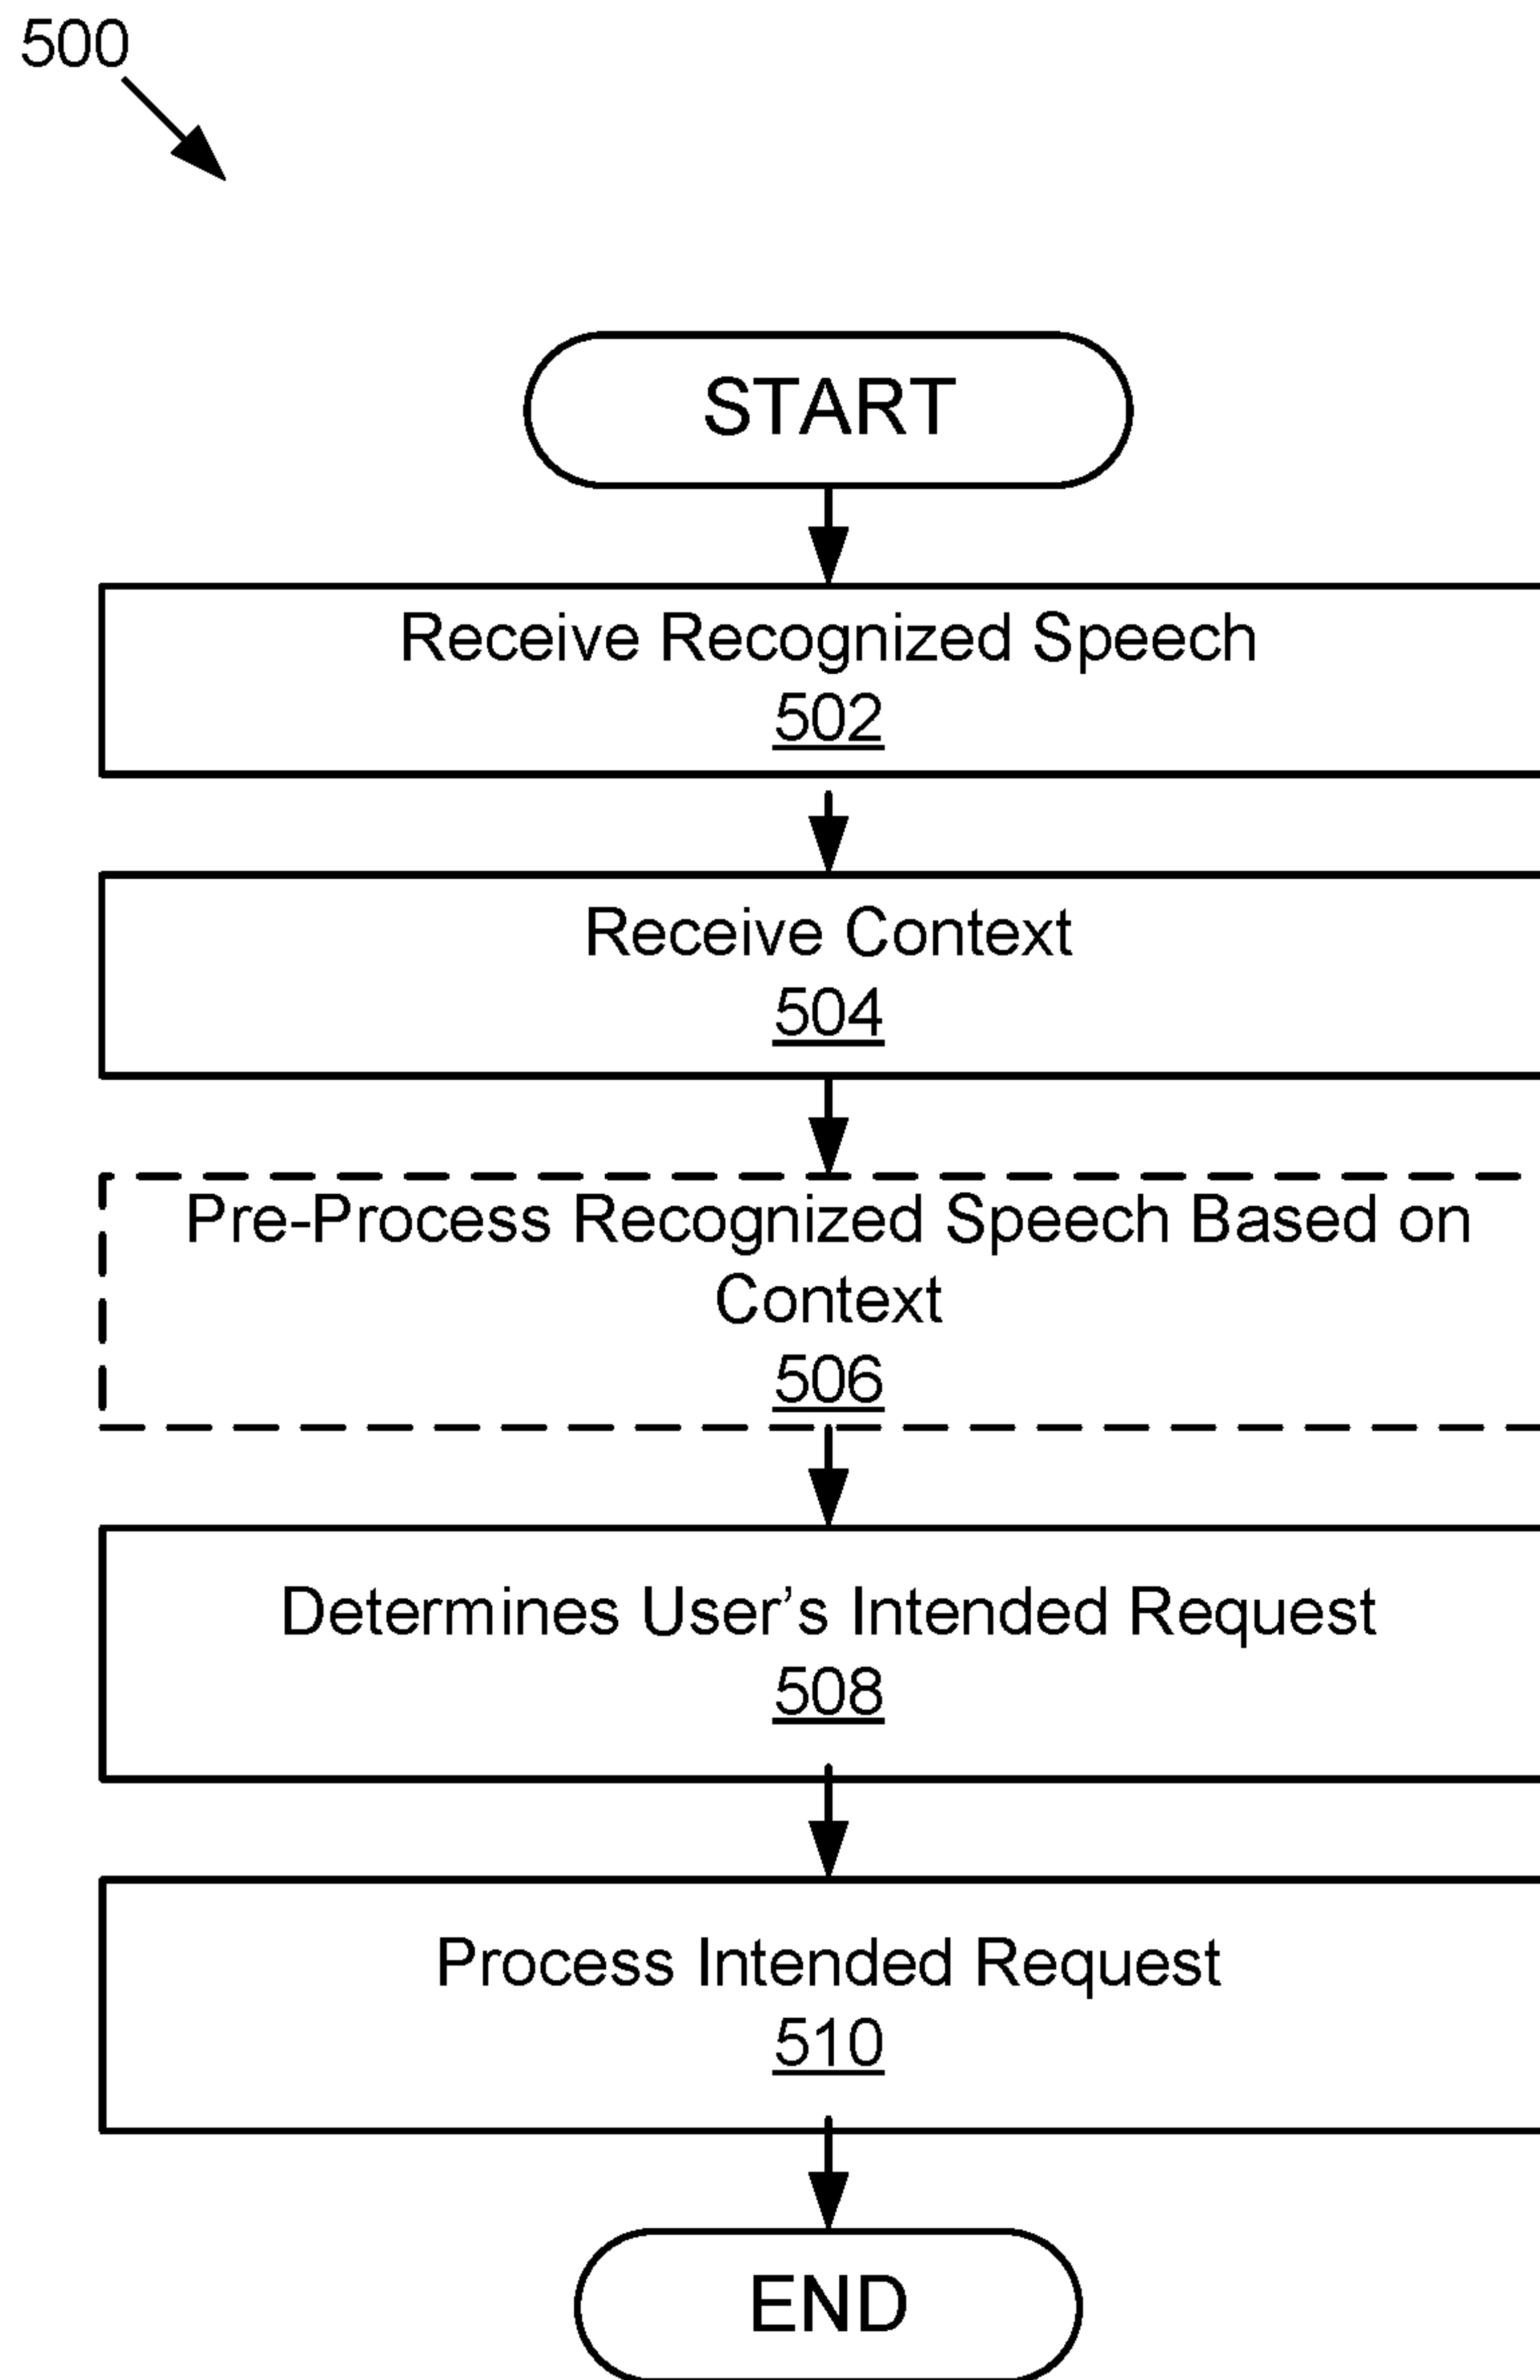 500
START
Receive Recognized Speech
502
Receive Context
504
Pre-Process Recognized Speech Based on
Context
506
Determines User’s Intended Request
508
Process Intended Request
510
END